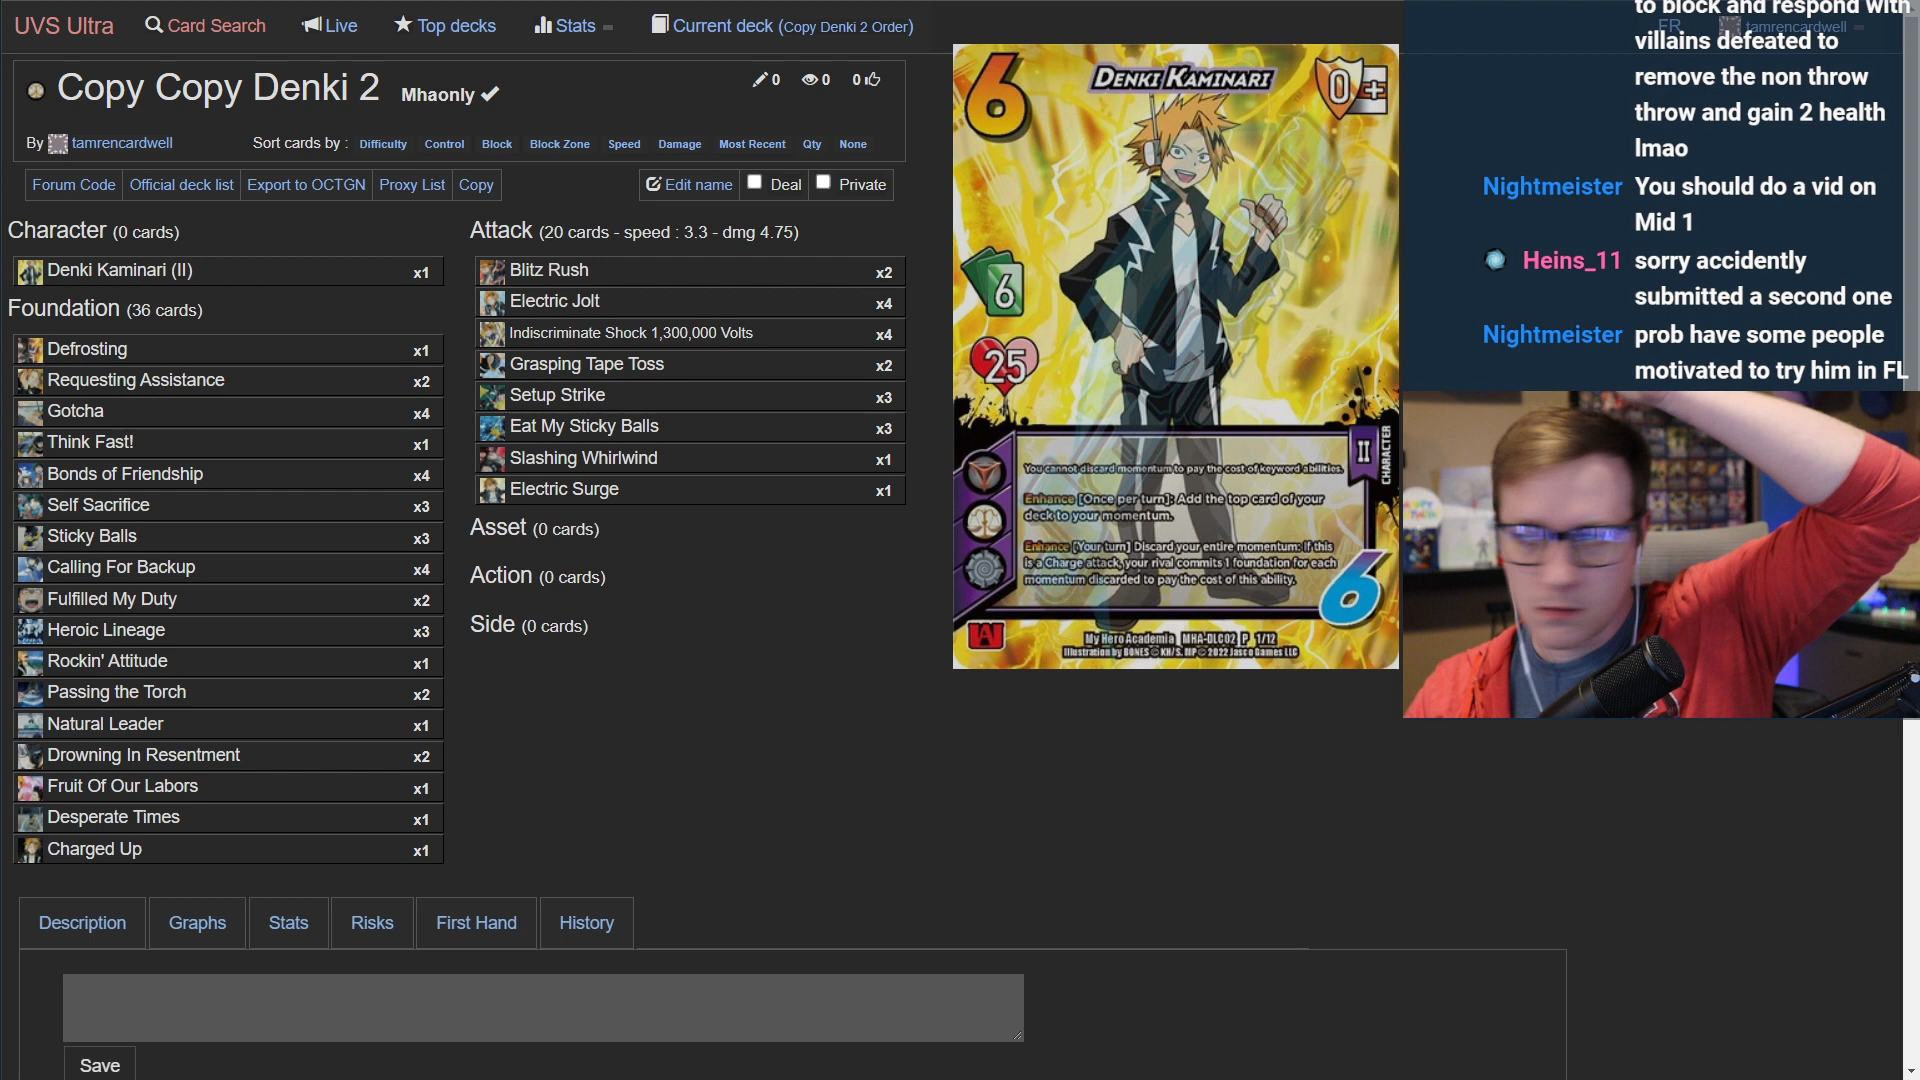 UVS Ultra
Card Search
Live
Top decks
Stats
Current deck (Copy Denki 2 Order)
FR
tamrencardwell
Copy Copy Denki 2
Mhaonly
0
0
0
By tamrencardwell
Sort cards by :
Difficulty
Control
Block
Block Zone
Speed
Damage
Most Recent
Qty
None
Forum Code
Official deck list
Export to OCTGN
Proxy List
Copy
Edit name
Deal
Private
Character (0 cards)
Denki Kaminari (II) x1
Foundation (36 cards)
Defrosting x1
Requesting Assistance x2
Gotcha x4
Think Fast! x1
Bonds of Friendship x4
Self Sacrifice x3
Sticky Balls x3
Calling For Backup x4
Fulfilled My Duty x2
Heroic Lineage x3
Rockin' Attitude x1
Passing the Torch x2
Natural Leader x1
Drowning In Resentment x2
Fruit Of Our Labors x1
Desperate Times x1
Charged Up x1
Attack (20 cards - speed : 3.3 - dmg 4.75)
Blitz Rush x2
Electric Jolt x4
Indiscriminate Shock 1,300,000 Volts x4
Grasping Tape Toss x2
Setup Strike x3
Eat My Sticky Balls x3
Slashing Whirlwind x1
Electric Surge x1
Asset (0 cards)
Action (0 cards)
Side (0 cards)
6
DENKI KAMINARI
0+
6
25
II
CHARACTER
You cannot discard momentum to pay the cost of keyword abilities.
Enhance [Once per turn]: Add the top card of your
deck to your momentum.
Enhance [Your turn] Discard your entire momentum: If this
is a Charge attack, your rival commits 1 foundation for each
momentum discarded to pay the cost of this ability.
6
My Hero Academia MHA-DLC02 P 1/12
Illustration by BONES © KH/S, MP © 2022 Jasco Games LLC
to block and respond with
villains defeated to
remove the non throw
throw and gain 2 health
lmao
Nightmeister You should do a vid on
Mid 1
Heins_11 sorry accidently
submitted a second one
Nightmeister prob have some people
motivated to try him in FL
Description
Graphs
Stats
Risks
First Hand
History
Save